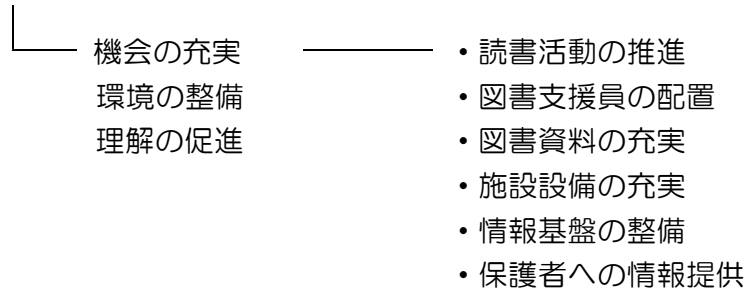 機会の充実
環境の整備
理解の促進
・読書活動の推進
・図書支援員の配置
・図書資料の充実
・施設設備の充実
・情報基盤の整備
・保護者への情報提供